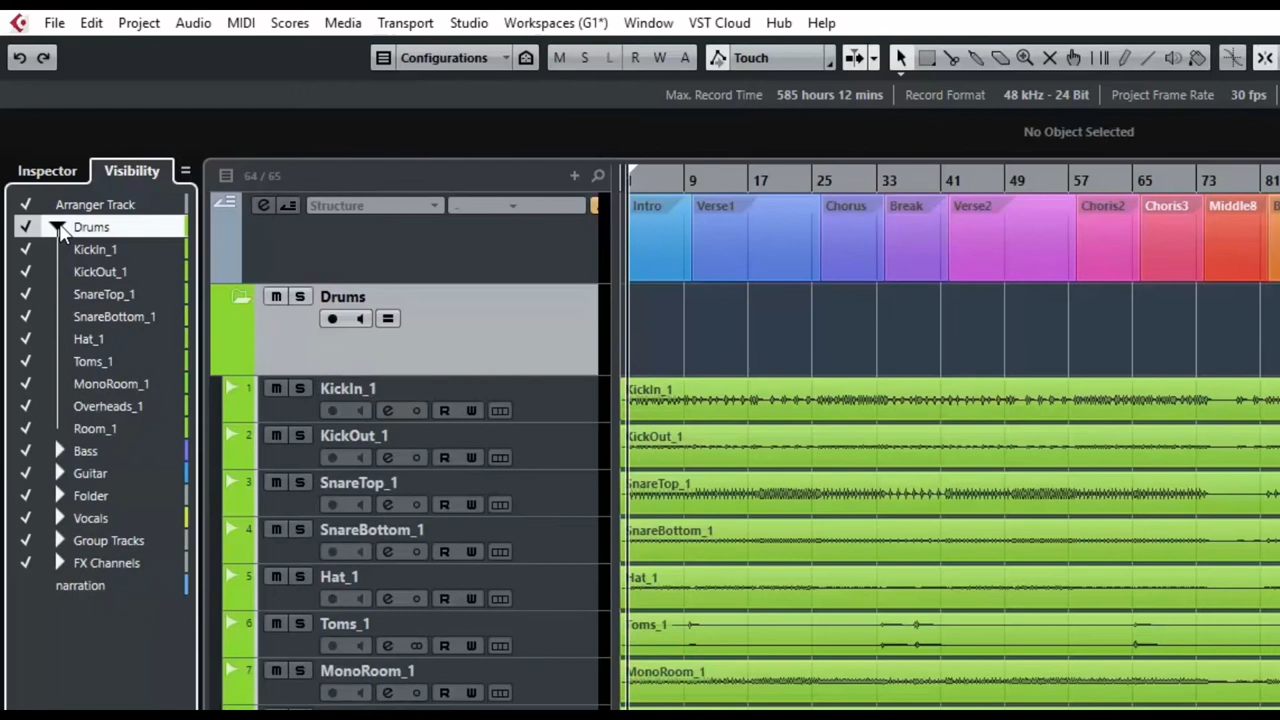 File Edit Project Audio MIDI Scores Media Transport Studio Workspaces (G1*) Window VST Cloud Hub Help
Configurations M S L R W A Touch
Max. Record Time 585 hours 12 mins Record Format 48 kHz - 24 Bit Project Frame Rate 30 fps
No Object Selected
Inspector Visibility
64 / 65
9 17 25 33 41 49 57 65 73 81
Arranger Track
Drums
KickIn_1
KickOut_1
SnareTop_1
SnareBottom_1
Hat_1
Toms_1
MonoRoom_1
Overheads_1
Room_1
Bass
Guitar
Folder
Vocals
Group Tracks
FX Channels
narration
e Structure
Intro Verse1 Chorus Break Verse2 Choris2 Choris3 Middle8
m S Drums
1 m S KickIn_1
e R W
2 m S KickOut_1
e R W
3 m S SnareTop_1
e R W
4 m S SnareBottom_1
e R W
5 m S Hat_1
e R W
6 m S Toms_1
e R W
7 m S MonoRoom_1
e R W
KickIn_1
KickOut_1
SnareTop_1
SnareBottom_1
Hat_1
Toms_1
MonoRoom_1